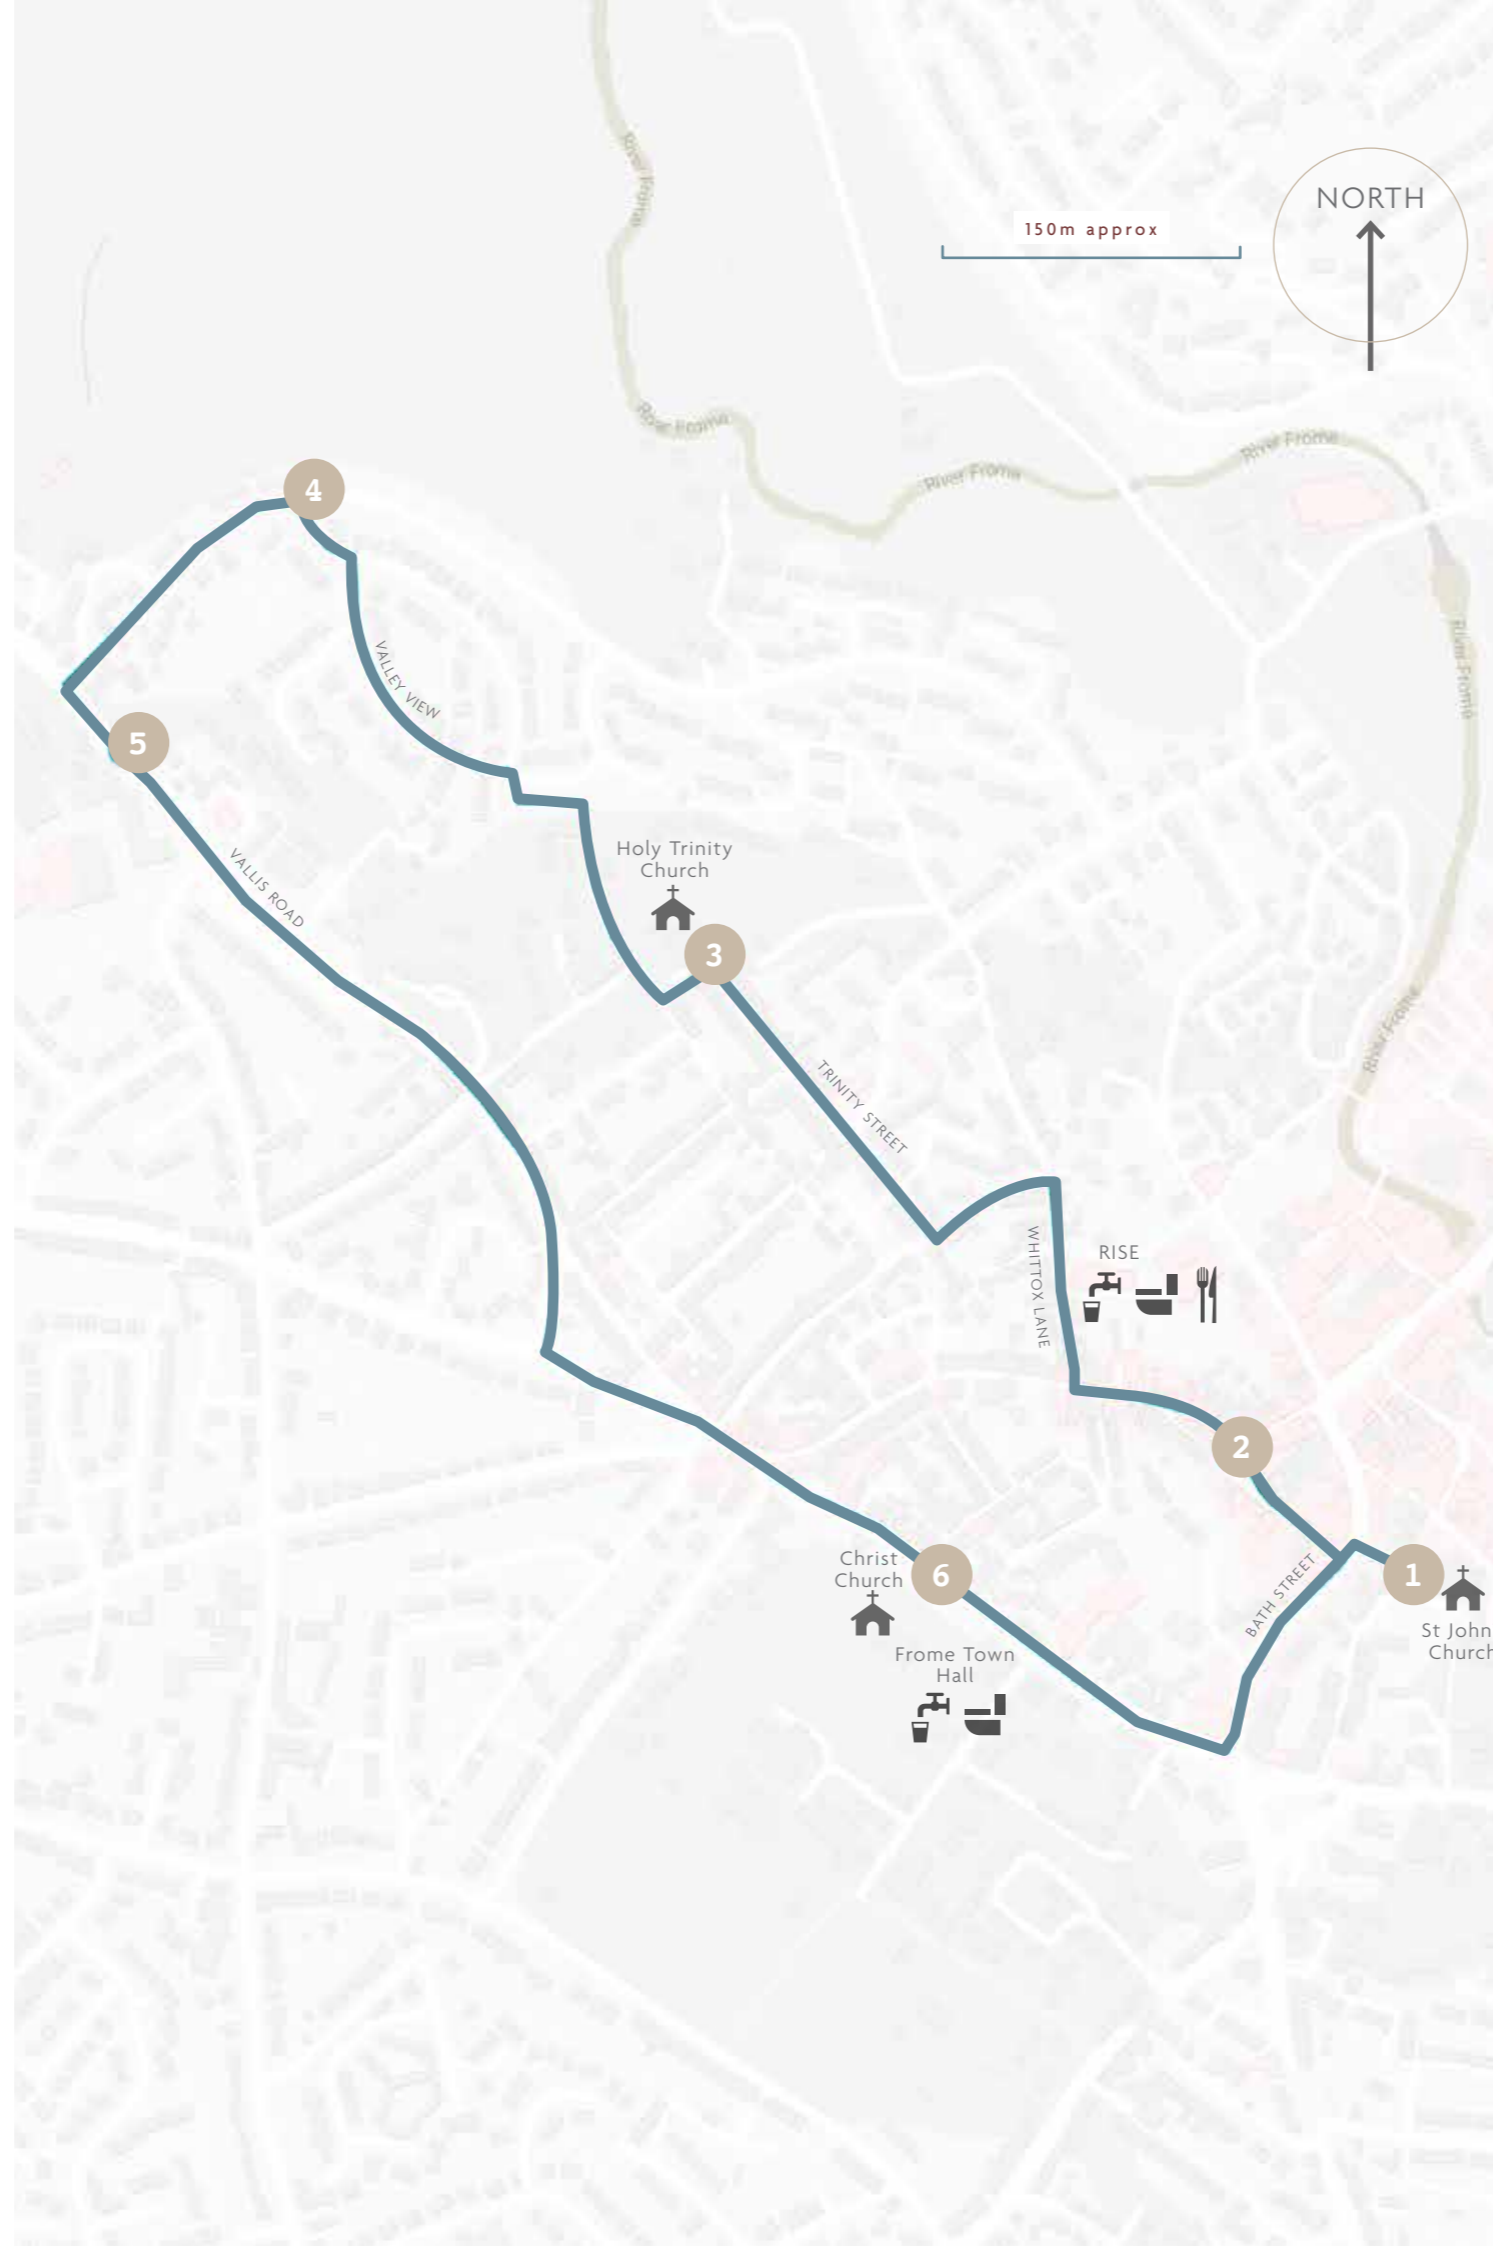 River Frome
NORTH
150m approx
River Frome
River Frome
River Frome
4
River Frome
VALLEY VIEW
5
Holy Trinity
Church
VALLIS ROAD
3
River Frome
TRINITY STREET
WHITTOX LANE
RISE
2
BATH STREET
1
Christ
Church
6
St John
Church
Frome Town
Hall